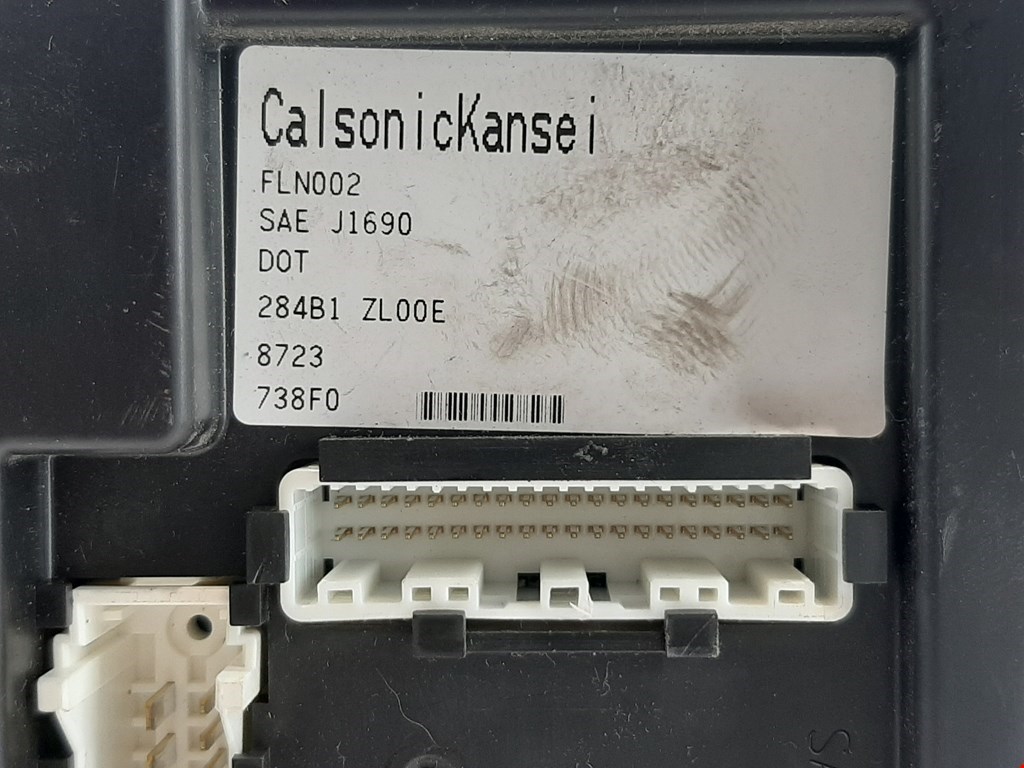 CalsonicKansei
FLN002
SAE J1690
DOT
284B1 ZL00E
8723
738F0